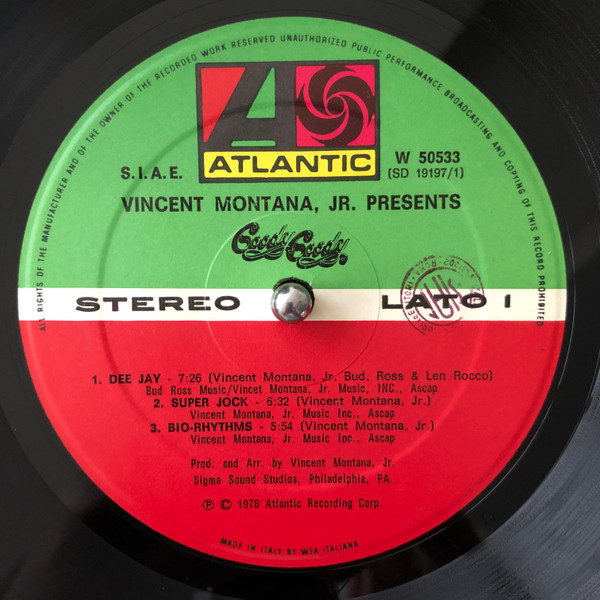 ALL RIGHTS OF THE MANUFACTURER AND OF THE OWNER OF THE RECORDED WORK RESERVED UNAUTHORIZED PUBLIC PERFORMANCE BROADCASTING AND COPYING OF THIS RECORD PROHIBITED
ATLANTIC
S.I.A.E.
W 50533
(SD 19197/1)
VINCENT MONTANA, JR. PRESENTS
Goody Goody
STEREO LATO 1
1. DEE JAY - 7:26 (Vincent Montana, Jr. Bud. Ross & Len Rocco)
Bud Ross Music/Vincet Montana, Jr. Music, INC., Ascap
2. SUPER JOCK - 6:32 (Vincent Montana, Jr.)
Vincent Montana, Jr. Music Inc., Ascap
3. BIO-RHYTHMS - 5:54 (Vincent Montana, Jr.)
Vincent Montana, Jr. Music Inc., Ascap
Prod. and Arr. by Vincent Montana, Jr.
Sigma Sound Studios, Philadelphia, PA.
℗ © 1978 Atlantic Recording Corp.
MADE IN ITALY BY WEA ITALIANA